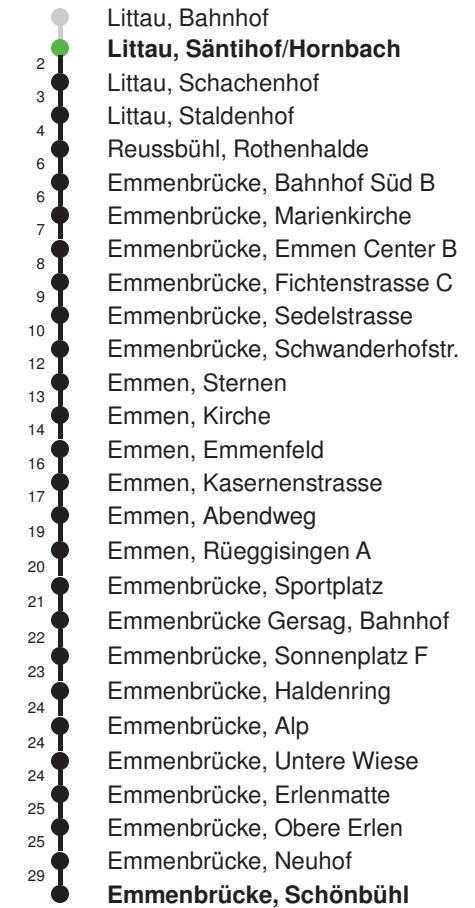 Littau, Bahnhof
Littau, Säntihof/Hornbach
2
Littau, Schachenhof
3
Littau, Staldenhof
4
Reussbühl, Rothenhalde
6
Emmenbrücke, Bahnhof Süd B
6
Emmenbrücke, Marienkirche
7
Emmenbrücke, Emmen Center B
8
Emmenbrücke, Fichtenstrasse C
9
Emmenbrücke, Sedelstrasse
10
Emmenbrücke, Schwanderhofstr.
12
Emmen, Sternen
13
Emmen, Kirche
14
Emmen, Emmenfeld
16
Emmen, Kasernenstrasse
17
Emmen, Abendweg
19
Emmen, Rüeggisingen A
20
Emmenbrücke, Sportplatz
21
Emmenbrücke Gersag, Bahnhof
22
Emmenbrücke, Sonnenplatz F
23
Emmenbrücke, Haldenring
24
Emmenbrücke, Alp
24
Emmenbrücke, Untere Wiese
24
Emmenbrücke, Erlenmatte
25
Emmenbrücke, Obere Erlen
25
Emmenbrücke, Neuhof
29
Emmenbrücke, Schönbühl